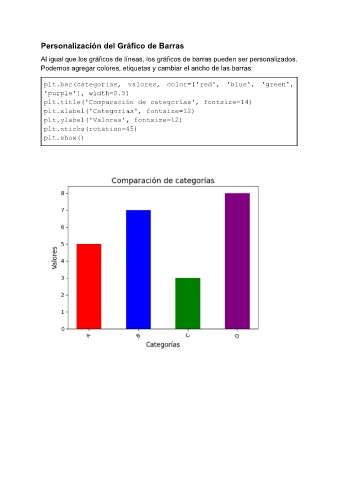 Personalización del Gráfico de Barras
Al igual que los gráficos de líneas, los gráficos de barras pueden ser personalizados.
Podemos agregar colores, etiquetas y cambiar el ancho de las barras:
plt.bar(categorias, valores, color=['red', 'blue', 'green',
'purple'], width=0.5)
plt.title('Comparación de categorías', fontsize=14)
plt.xlabel('Categorías', fontsize=12)
plt.ylabel('Valores', fontsize=12)
plt.xticks(rotation=45)
plt.show()
Comparación de categorías
8
7
6
5
4
3
2
1
0
Valores
A
B
C
D
Categorías